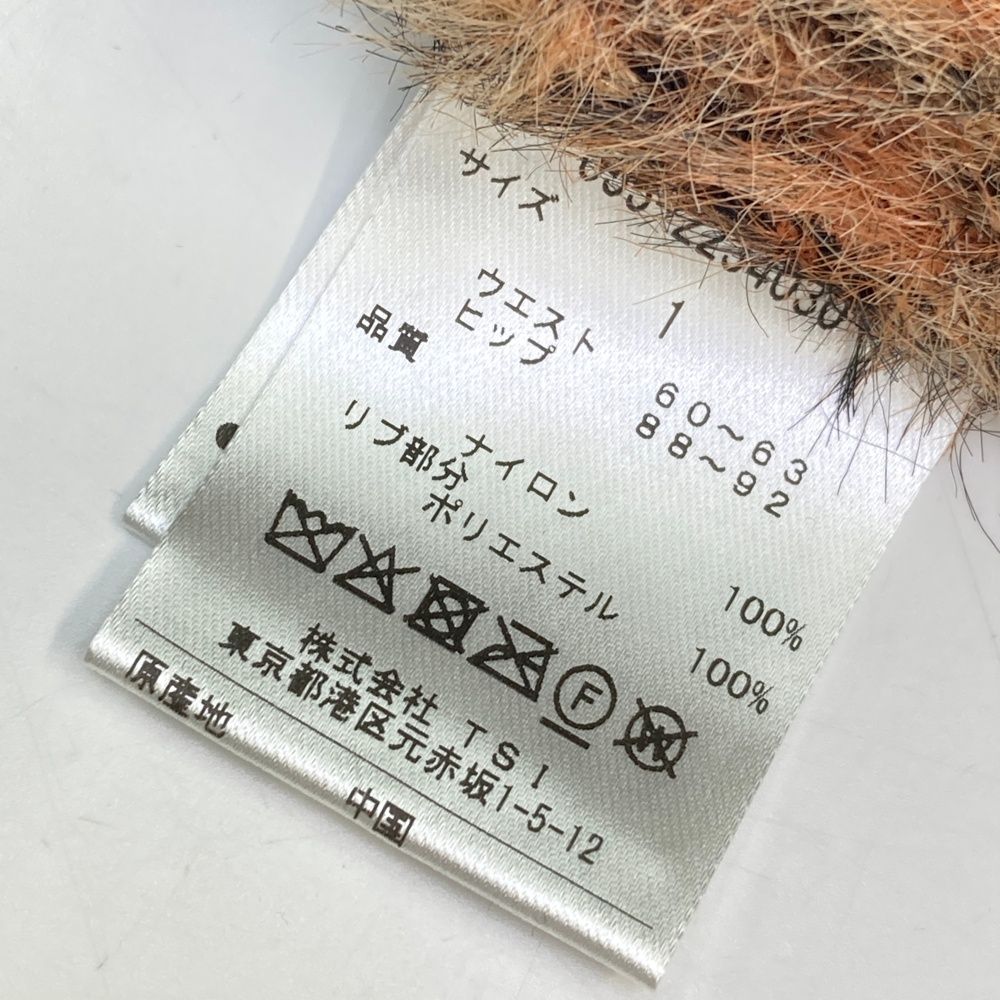 サイズ 1
ウエスト 60～63
ヒップ 88～92
品質
ナイロン 100%
リブ部分
ポリエステル 100%
F
W
株式会社 TSI
東京都港区元赤坂1-5-12
原産地 中国